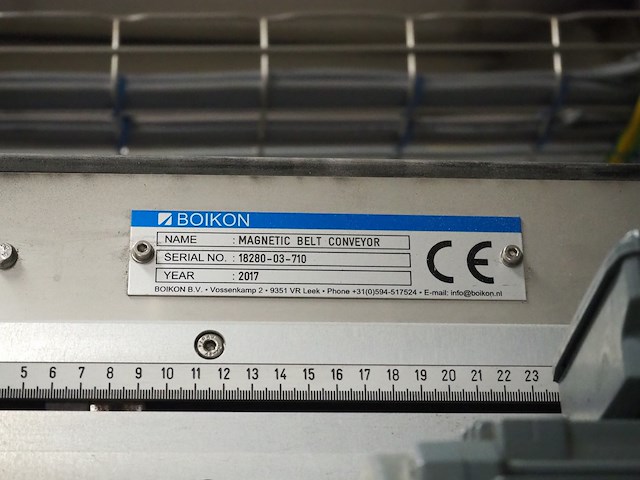 BOIKON
NAME : MAGNETIC BELT CONVEYOR
SERIAL NO. : 18280-03-710
YEAR : 2017
CE
BOIKON B.V. • Vossenkamp 2 • 9351 VR Leek • Phone +31(0)594-517524 • E-mail: info@boikon.nl
5 6 7 8 9 10 11 12 13 14 15 16 17 18 19 20 21 22 23